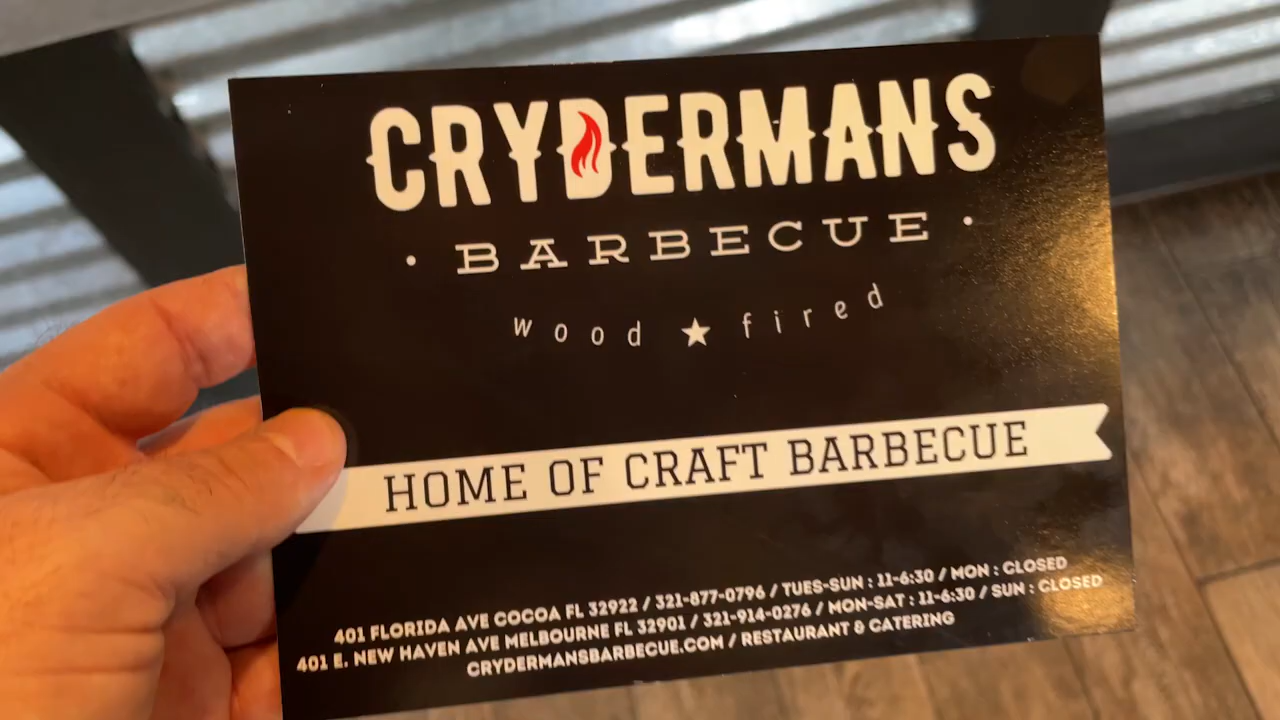 CRYDERMANS
· BARBECUE ·
wood ★ fired
HOME OF CRAFT BARBECUE
401 FLORIDA AVE COCOA FL 32922 / 321-877-0796 / TUES-SUN : 11-6:30 / MON : CLOSED
401 E. NEW HAVEN AVE MELBOURNE FL 32901 / 321-914-0276 / MON-SAT : 11-6:30 / SUN : CLOSED
CRYDERMANSBARBECUE.COM / RESTAURANT & CATERING